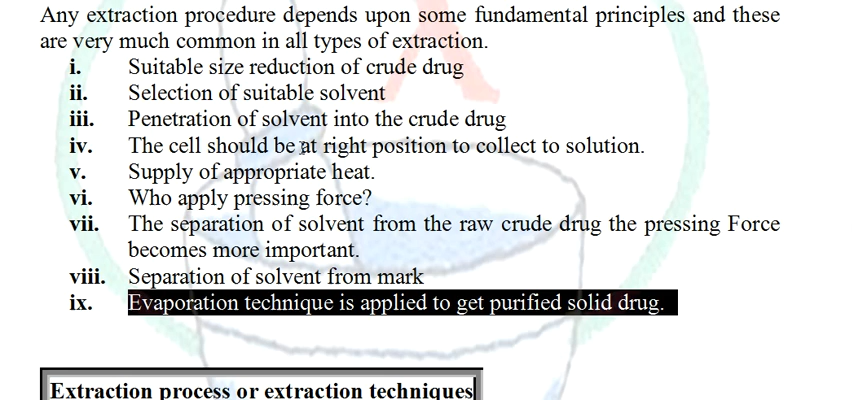 Any extraction procedure depends upon some fundamental principles and these
are very much common in all types of extraction.
i. Suitable size reduction of crude drug
ii. Selection of suitable solvent
iii. Penetration of solvent into the crude drug
iv. The cell should be at right position to collect to solution.
v. Supply of appropriate heat.
vi. Who apply pressing force?
vii. The separation of solvent from the raw crude drug the pressing Force
becomes more important.
viii. Separation of solvent from mark
ix. Evaporation technique is applied to get purified solid drug.
Extraction process or extraction techniques